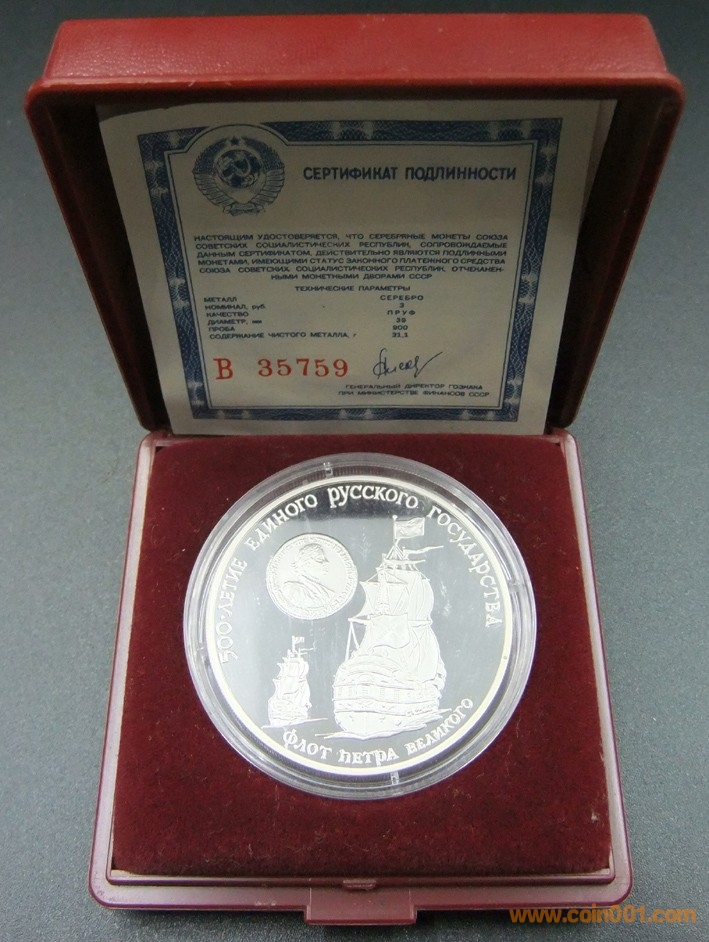 СЕРТИФИКАТ ПОДЛИННОСТИ
НАСТОЯЩИМ УДОСТОВЕРЯЕТСЯ, ЧТО СЕРЕБРЯНЫЕ МОНЕТЫ СОЮЗА
СОВЕТСКИХ СОЦИАЛИСТИЧЕСКИХ РЕСПУБЛИК, СОПРОВОЖДАЕМЫЕ
ДАННЫМ СЕРТИФИКАТОМ, ДЕЙСТВИТЕЛЬНО ЯВЛЯЮТСЯ ПОДЛИННЫМИ
МОНЕТАМИ, ИМЕЮЩИМИ СТАТУС ЗАКОННОГО ПЛАТЕЖНОГО СРЕДСТВА
СОЮЗА СОВЕТСКИХ СОЦИАЛИСТИЧЕСКИХ РЕСПУБЛИК, ОТЧЕКАНЕН-
НЫМИ МОНЕТНЫМИ ДВОРАМИ СССР
ТЕХНИЧЕСКИЕ ПАРАМЕТРЫ
МЕТАЛЛ СЕРЕБРО
НОМИНАЛ, руб. 3
КАЧЕСТВО ПРУФ
ДИАМЕТР, мм 39
ПРОБА 900
СОДЕРЖАНИЕ ЧИСТОГО МЕТАЛЛА, г 31,1
В 35759
ГЕНЕРАЛЬНЫЙ ДИРЕКТОР ГОЗНАКА
ПРИ МИНИСТЕРСТВЕ ФИНАНСОВ СССР
500-ЛЕТИЕ ЕДИНОГО РУССКОГО ГОСУДАРСТВА
ФЛОТ ПЕТРА ВЕЛИКОГО
www.coin001.com